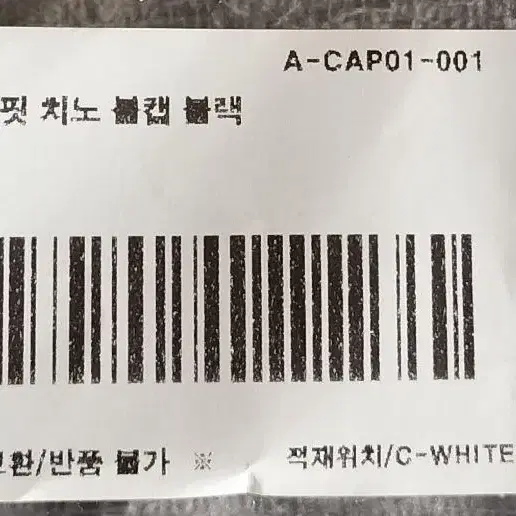 A-CAP01-001
핏 치노 볼캡 블랙
교환/반품 불가 ※ 적재위치/C-WHITE